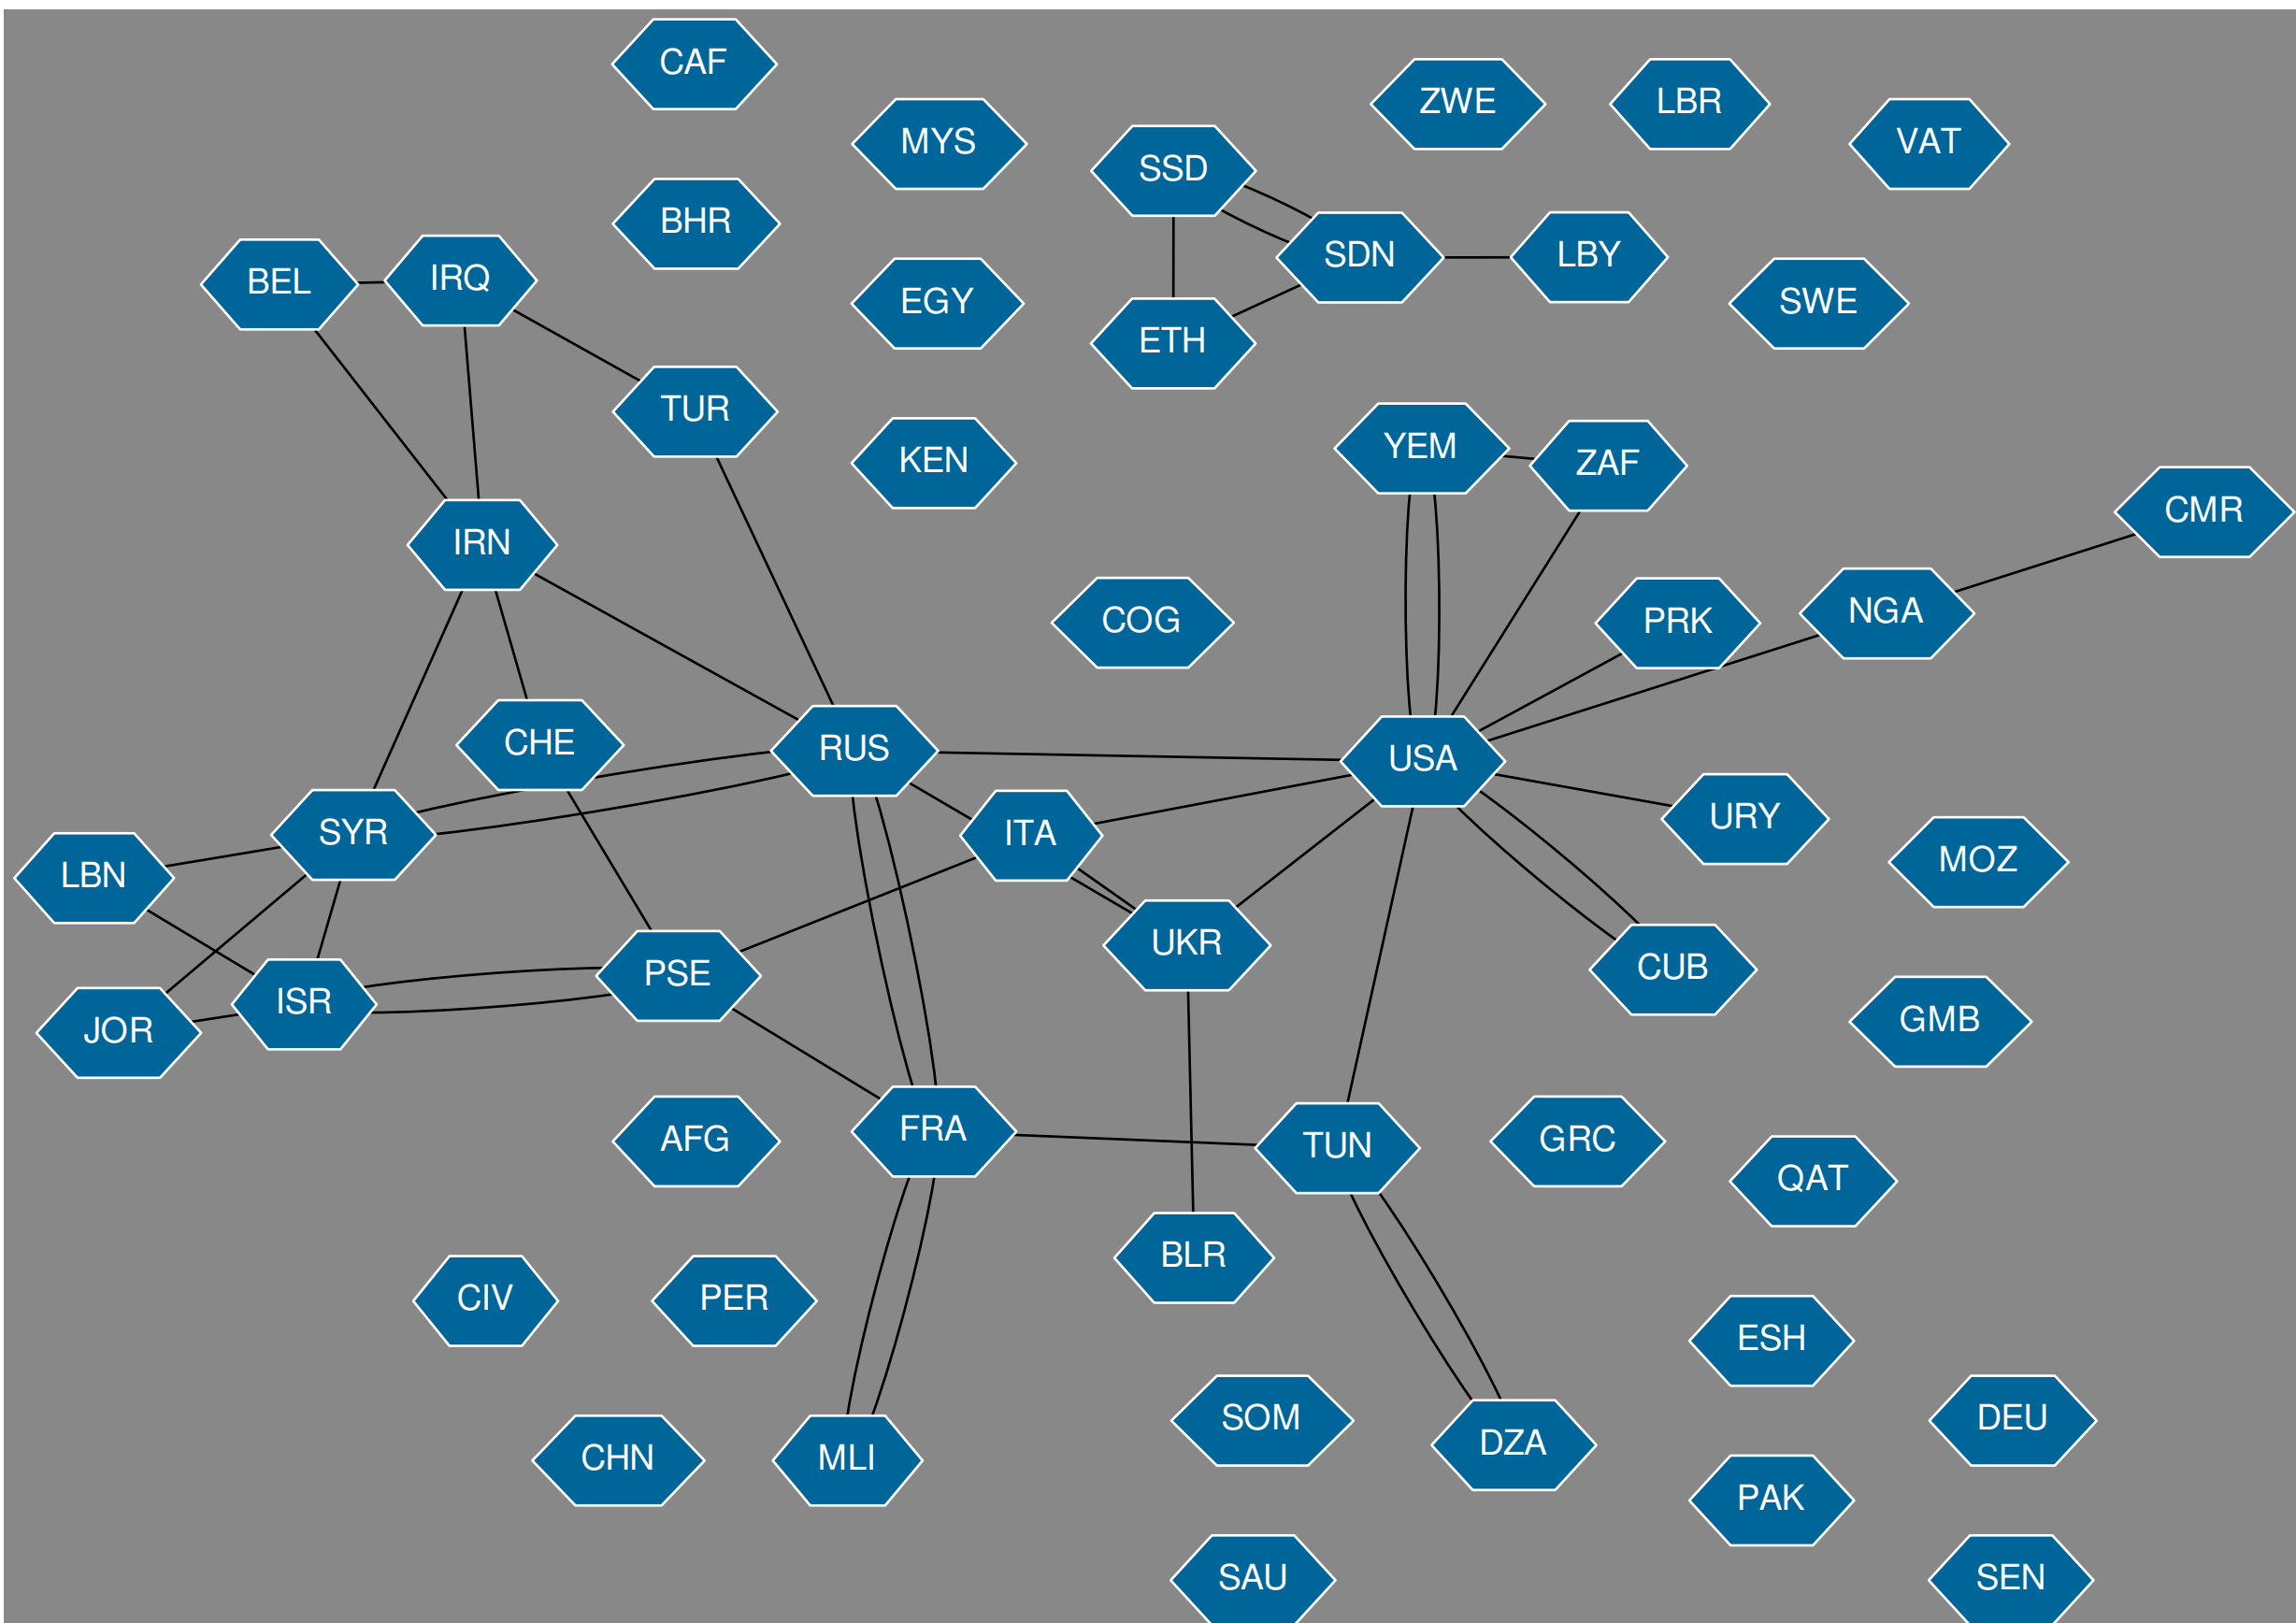 CAF
ZWE
LBR
MYS
VAT
SSD
BHR
SDN
LBY
BEL
IRQ
EGY
SWE
ETH
TUR
YEM
KEN
ZAF
CMR
IRN
COG
PRK
NGA
CHE
RUS
USA
SYR
ITA
URY
LBN
MOZ
UKR
PSE
CUB
ISR
JOR
GMB
FRA
AFG
TUN
GRC
QAT
BLR
CIV
PER
ESH
SOM
DEU
CHN
MLI
DZA
PAK
SAU
SEN